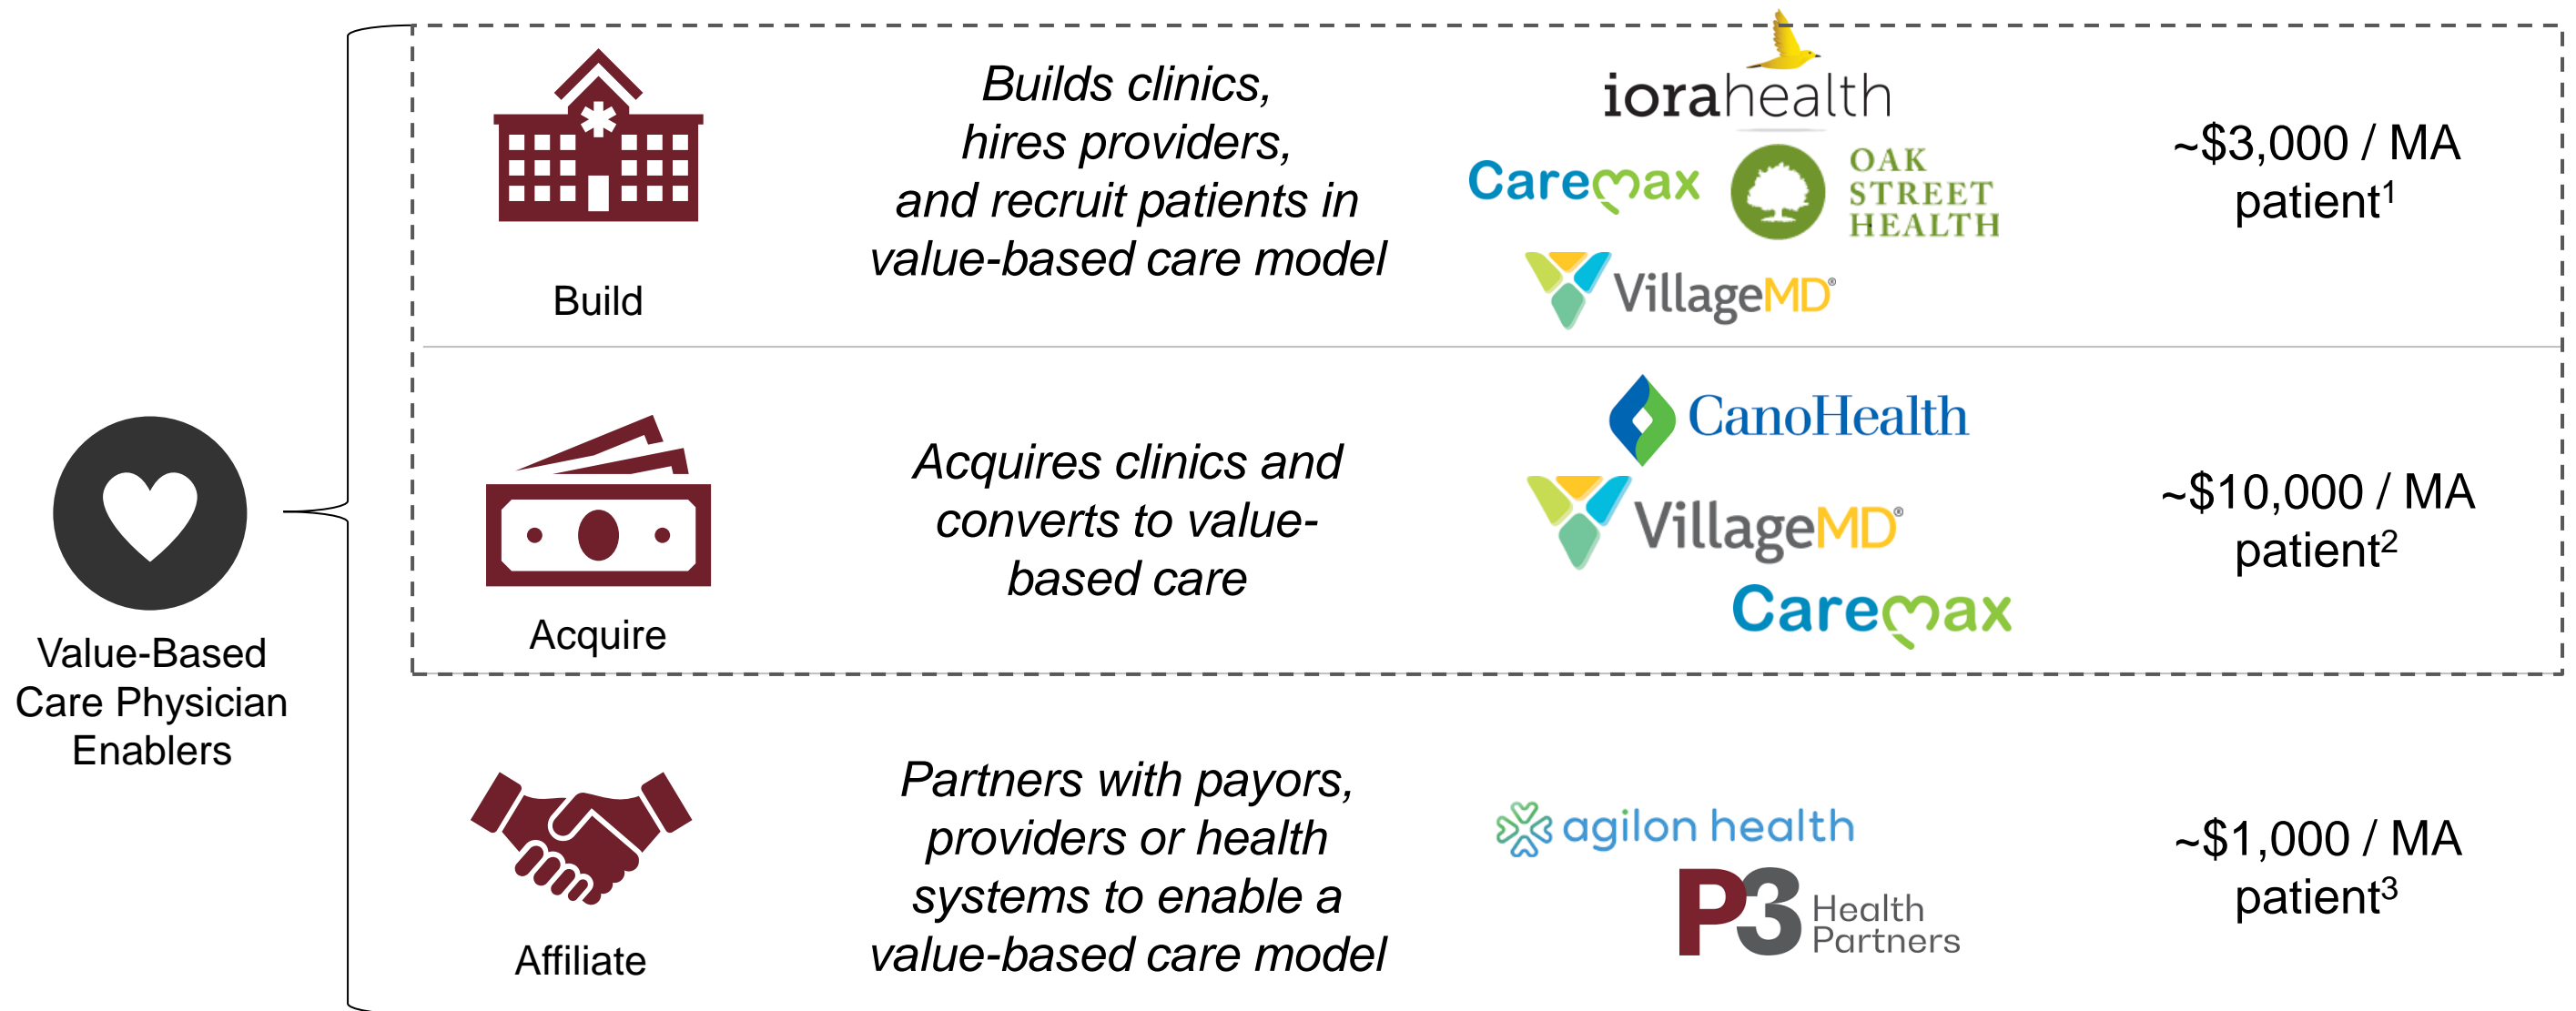 Value-Based
Care Physician
Enablers
Build
Builds clinics,
hires providers,
and recruit patients in
value-based care model
iorahealth
Caremax
OAK
STREET
HEALTH
VillageMD®
~$3,000 / MA
patient¹
Acquire
Acquires clinics and
converts to value-
based care
CanoHealth
VillageMD®
Caremax
~$10,000 / MA
patient²
Affiliate
Partners with payors,
providers or health
systems to enable a
value-based care model
agilon health
P3 Health
Partners
~$1,000 / MA
patient³